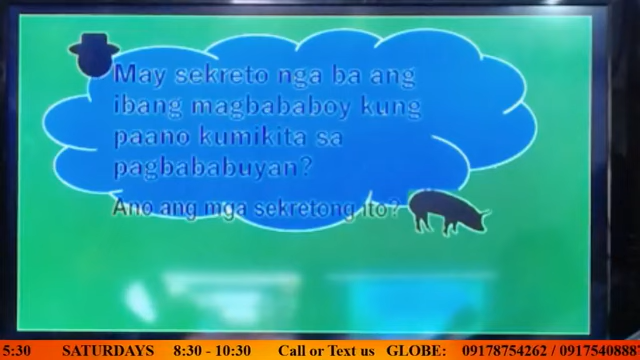 May sekreto nga ba ang
ibang magbababoy kung
paano kumikita sa
pagbababuyan?
Ano ang mga sekretong ito?
5:30 SATURDAYS 8:30 - 10:30 Call or Text us GLOBE: 09178754262 / 0917540888